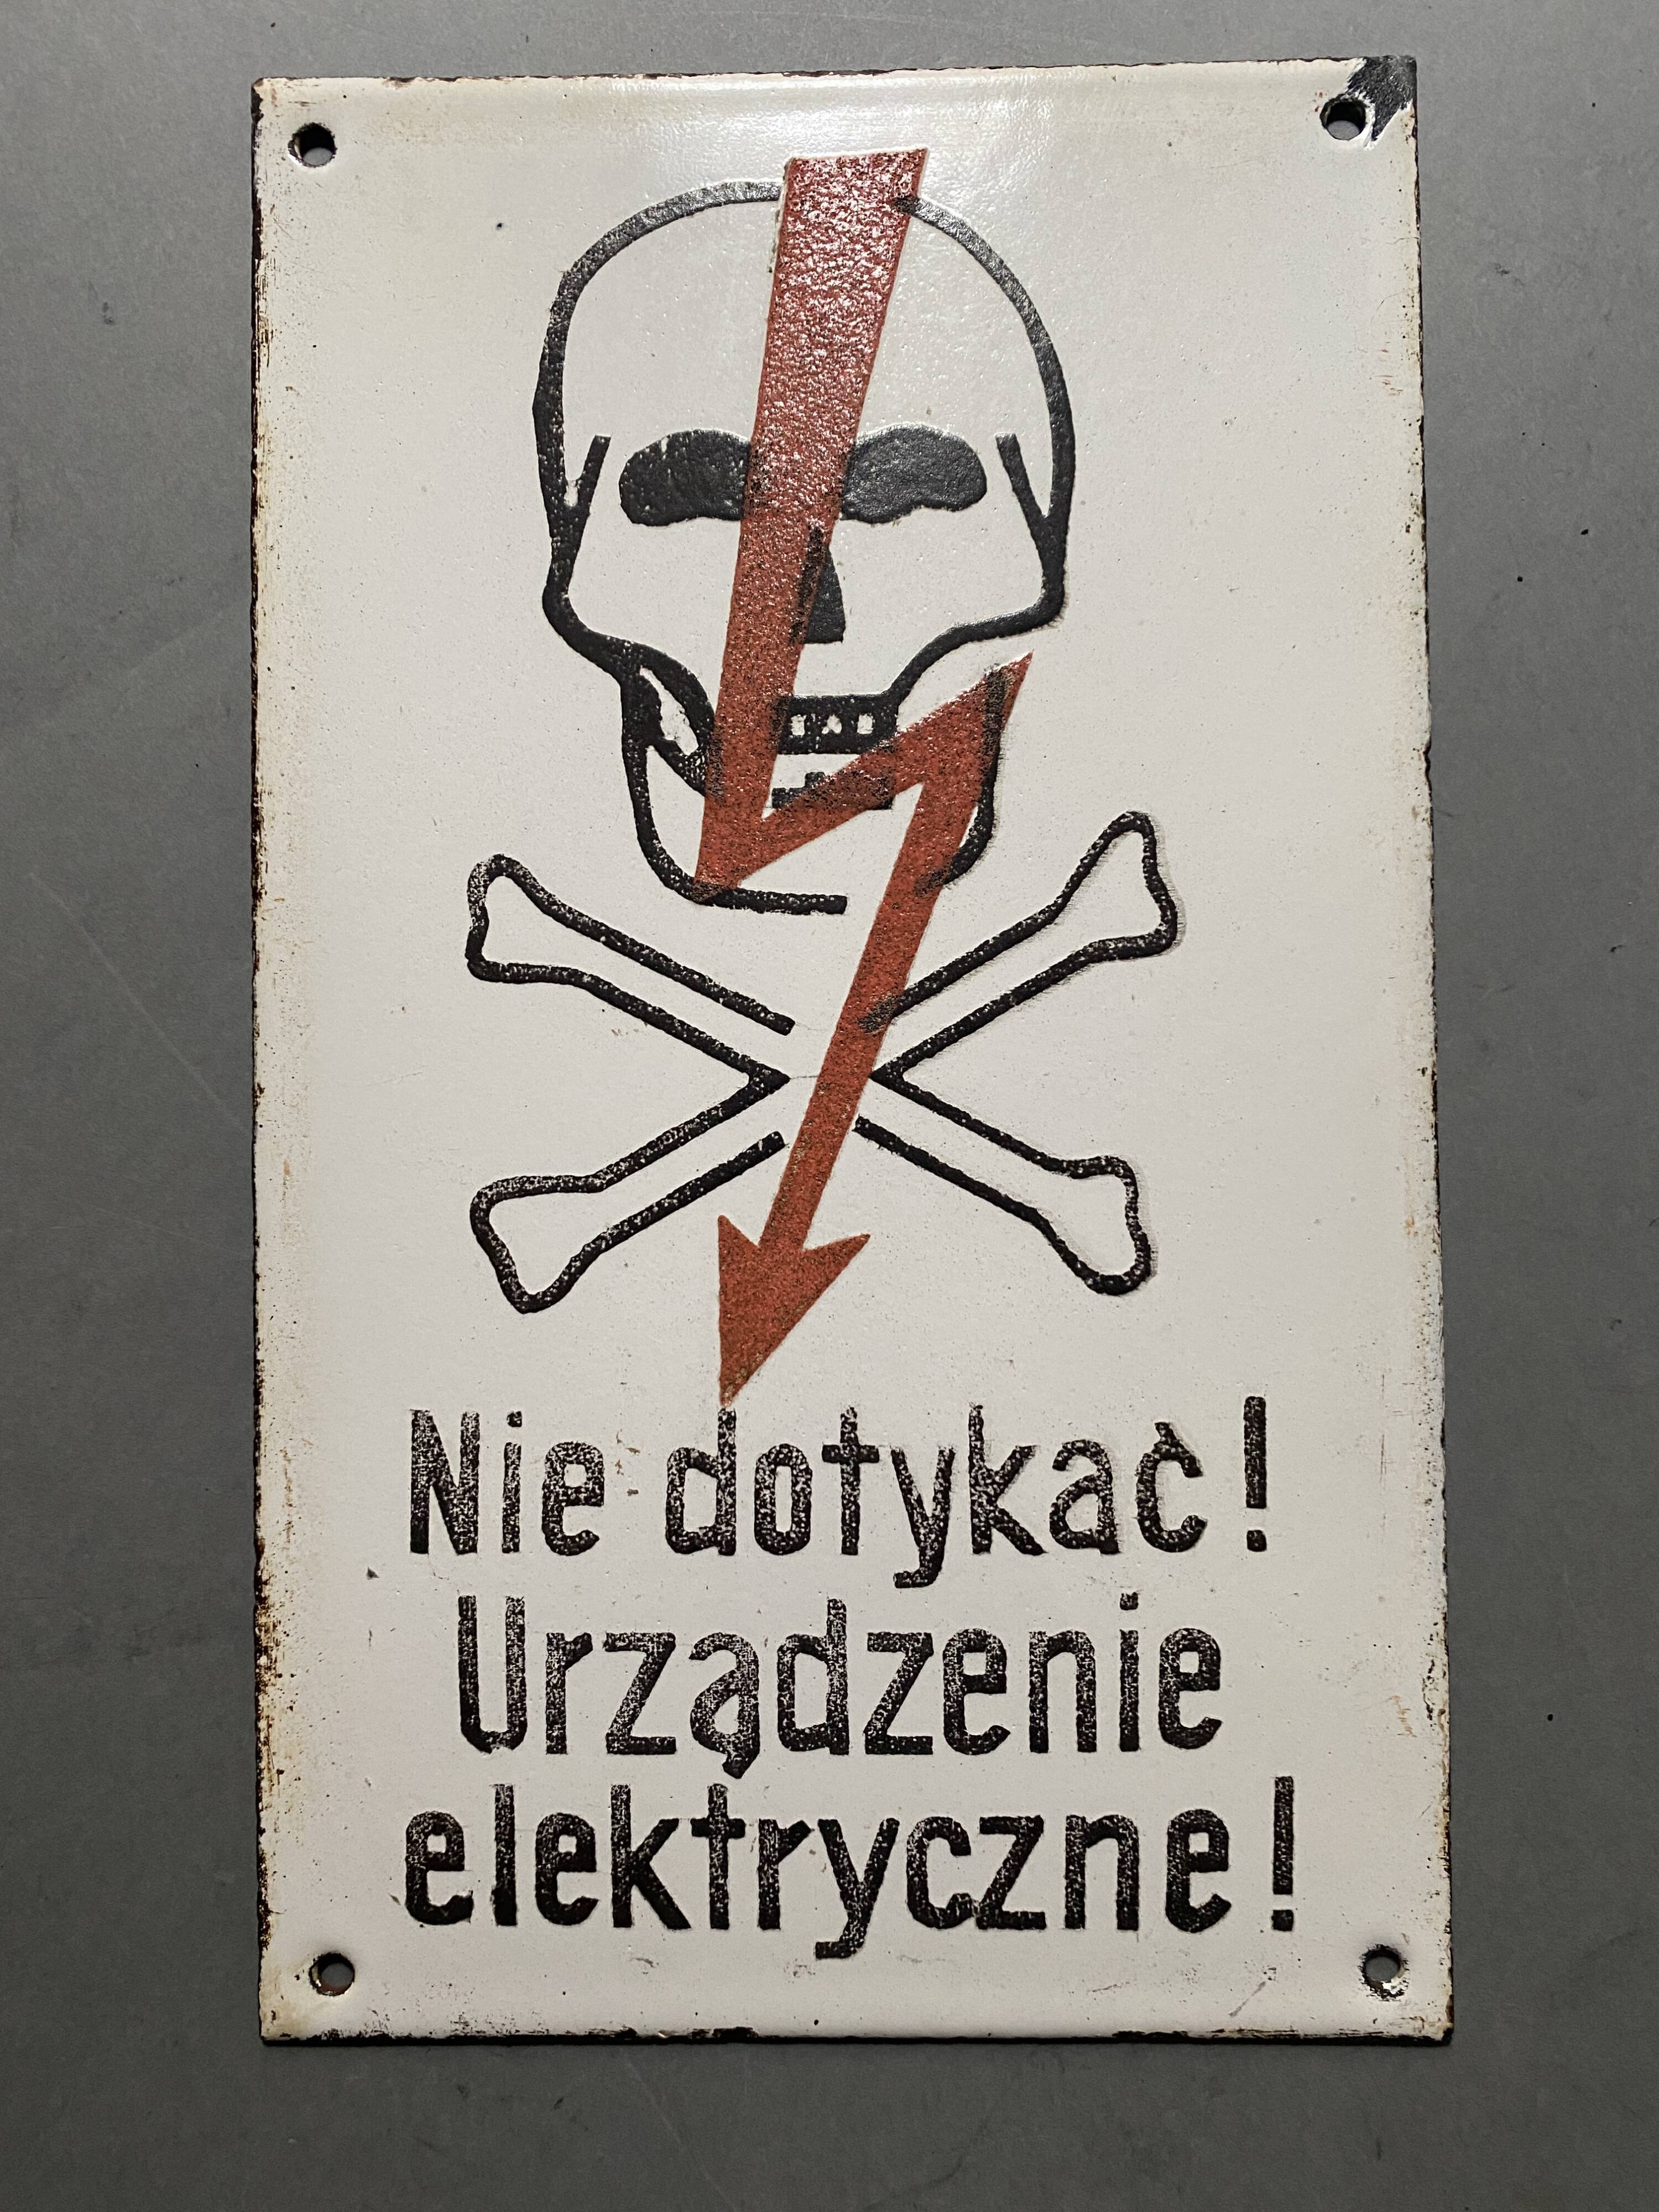 Nie dotykać!
Urządzenie
elektryczne!